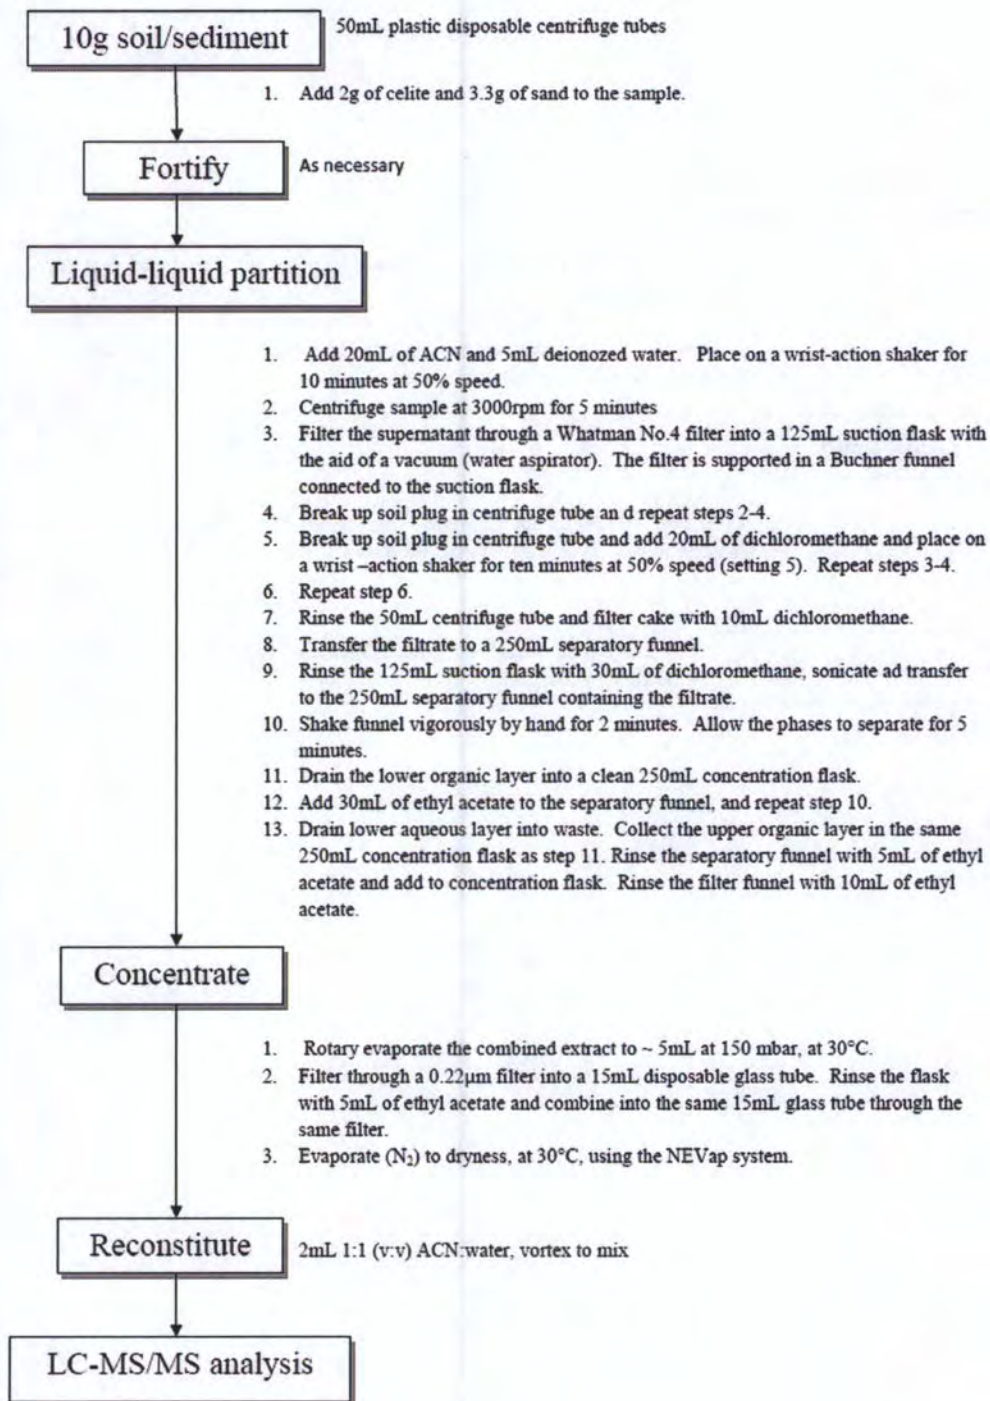 10g soil/sediment
50mL plastic disposable centrifuge tubes
1. Add 2g of celite and 3.3g of sand to the sample.
Fortify
As necessary
Liquid-liquid partition
1. Add 20mL of ACN and 5mL deionozed water. Place on a wrist-action shaker for
10 minutes at 50% speed.
2. Centrifuge sample at 3000rpm for 5 minutes
3. Filter the supernatant through a Whatman No.4 filter into a 125mL suction flask with
the aid of a vacuum (water aspirator). The filter is supported in a Buchner funnel
connected to the suction flask.
4. Break up soil plug in centrifuge tube an d repeat steps 2-4.
5. Break up soil plug in centrifuge tube and add 20mL of dichloromethane and place on
a wrist –action shaker for ten minutes at 50% speed (setting 5). Repeat steps 3-4.
6. Repeat step 6.
7. Rinse the 50mL centrifuge tube and filter cake with 10mL dichloromethane.
8. Transfer the filtrate to a 250mL separatory funnel.
9. Rinse the 125mL suction flask with 30mL of dichloromethane, sonicate ad transfer
to the 250mL separatory funnel containing the filtrate.
10. Shake funnel vigorously by hand for 2 minutes. Allow the phases to separate for 5
minutes.
11. Drain the lower organic layer into a clean 250mL concentration flask.
12. Add 30mL of ethyl acetate to the separatory funnel, and repeat step 10.
13. Drain lower aqueous layer into waste. Collect the upper organic layer in the same
250mL concentration flask as step 11. Rinse the separatory funnel with 5mL of ethyl
acetate and add to concentration flask. Rinse the filter funnel with 10mL of ethyl
acetate.
Concentrate
1. Rotary evaporate the combined extract to ~ 5mL at 150 mbar, at 30°C.
2. Filter through a 0.22µm filter into a 15mL disposable glass tube. Rinse the flask
with 5mL of ethyl acetate and combine into the same 15mL glass tube through the
same filter.
3. Evaporate (N₂) to dryness, at 30°C, using the NEVap system.
Reconstitute
2mL 1:1 (v:v) ACN:water, vortex to mix
LC-MS/MS analysis